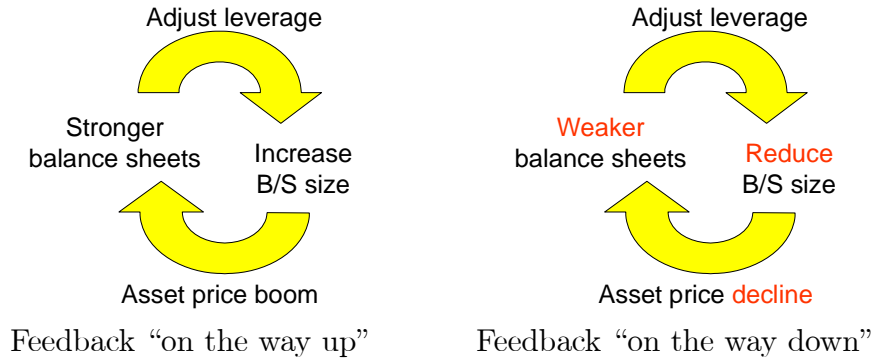 Adjust leverage
Stronger
balance sheets
Increase
B/S size
Asset price boom
Feedback “on the way up”
Adjust leverage
Weaker
balance sheets
Reduce
B/S size
Asset price decline
Feedback “on the way down”